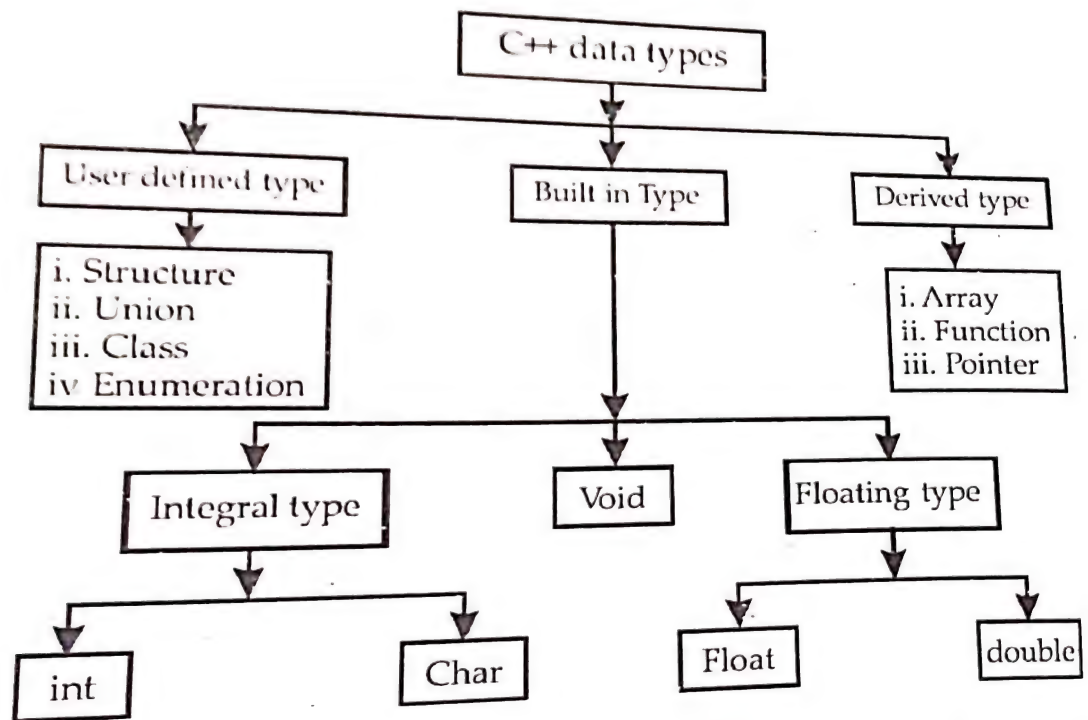 C++ data types
User defined type
Built in Type
Derived type
i. Structure
ii. Union
iii. Class
iv Enumeration
i. Array
ii. Function
iii. Pointer
Integral type
Void
Floating type
int
Char
Float
double